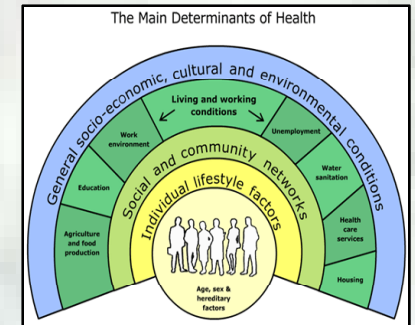 The Main Determinants of Health
General socio-economic, cultural and environmental conditions
Living and working
conditions
Work
environment
Unemployment
Education
Water
sanitation
Agriculture
and food
production
Health
care
services
Housing
Social and community networks
Individual lifestyle factors
Age, sex &
hereditary
factors